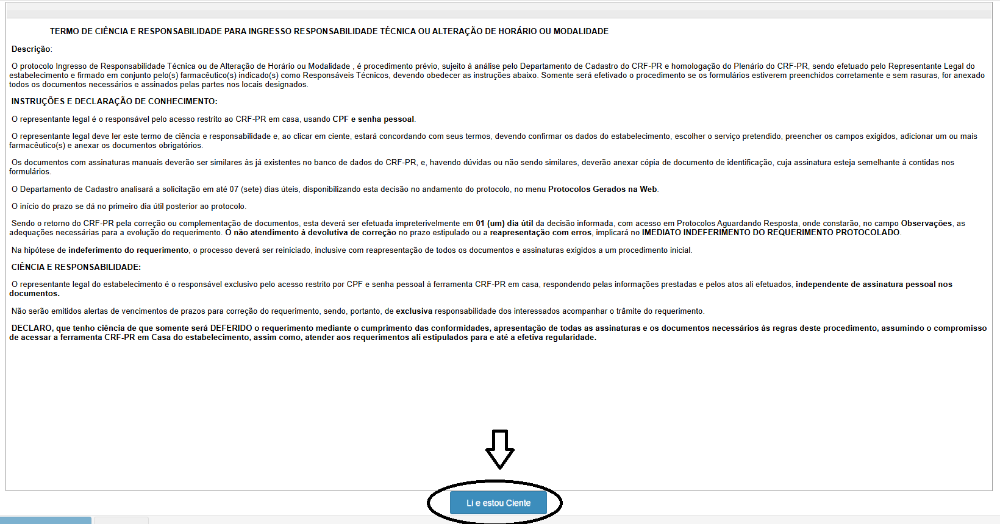 TERMO DE CIÊNCIA E RESPONSABILIDADE PARA INGRESSO RESPONSABILIDADE TÉCNICA OU ALTERAÇÃO DE HORÁRIO OU MODALIDADE
Descrição:
O protocolo Ingresso de Responsabilidade Técnica ou de Alteração de Horário ou Modalidade , é procedimento prévio, sujeito à análise pelo Departamento de Cadastro do CRF-PR e homologação do Plenário do CRF-PR, sendo efetuado pelo Representante Legal do
estabelecimento e firmado em conjunto pelo(s) farmacêutico(s) indicado(s) como Responsáveis Técnicos, devendo obedecer as instruções abaixo. Somente será efetivado o procedimento se os formulários estiverem preenchidos corretamente e sem rasuras, for anexado
todos os documentos necessários e assinados pelas partes nos locais designados.
INSTRUÇÕES E DECLARAÇÃO DE CONHECIMENTO:
O representante legal é o responsável pelo acesso restrito ao CRF-PR em casa, usando CPF e senha pessoal.
O representante legal deve ler este termo de ciência e responsabilidade e, ao clicar em ciente, estará concordando com seus termos, devendo confirmar os dados do estabelecimento, escolher o serviço pretendido, preencher os campos exigidos, adicionar um ou mais
farmacêutico(s) e anexar os documentos obrigatórios.
Os documentos com assinaturas manuais deverão ser similares às já existentes no banco de dados do CRF-PR, e, havendo dúvidas ou não sendo similares, deverão anexar cópia de documento de identificação, cuja assinatura esteja semelhante à contidas nos
formulários.
O Departamento de Cadastro analisará a solicitação em até 07 (sete) dias úteis, disponibilizando esta decisão no andamento do protocolo, no menu Protocolos Gerados na Web.
O início do prazo se dá no primeiro dia útil posterior ao protocolo.
Sendo o retorno do CRF-PR pela correção ou complementação de documentos, esta deverá ser efetuada impreterivelmente em 01 (um) dia útil da decisão informada, com acesso em Protocolos Aguardando Resposta, onde constarão, no campo Observações, as
adequações necessárias para a evolução do requerimento. O não atendimento à devolutiva de correção no prazo estipulado ou a reapresentação com erros, implicará no IMEDIATO INDEFERIMENTO DO REQUERIMENTO PROTOCOLADO.
Na hipótese de indeferimento do requerimento, o processo deverá ser reiniciado, inclusive com reapresentação de todos os documentos e assinaturas exigidos a um procedimento inicial.
CIÊNCIA E RESPONSABILIDADE:
O representante legal do estabelecimento é o responsável exclusivo pelo acesso restrito por CPF e senha pessoal à ferramenta CRF-PR em casa, respondendo pelas informações prestadas e pelos atos ali efetuados, independente de assinatura pessoal nos
documentos.
Não serão emitidos alertas de vencimentos de prazos para correção do requerimento, sendo, portanto, de exclusiva responsabilidade dos interessados acompanhar o trâmite do requerimento.
DECLARO, que tenho ciência de que somente será DEFERIDO o requerimento mediante o cumprimento das conformidades, apresentação de todas as assinaturas e os documentos necessários às regras deste procedimento, assumindo o compromisso
de acessar a ferramenta CRF-PR em Casa do estabelecimento, assim como, atender aos requerimentos ali estipulados para e até a efetiva regularidade.
Li e estou Ciente